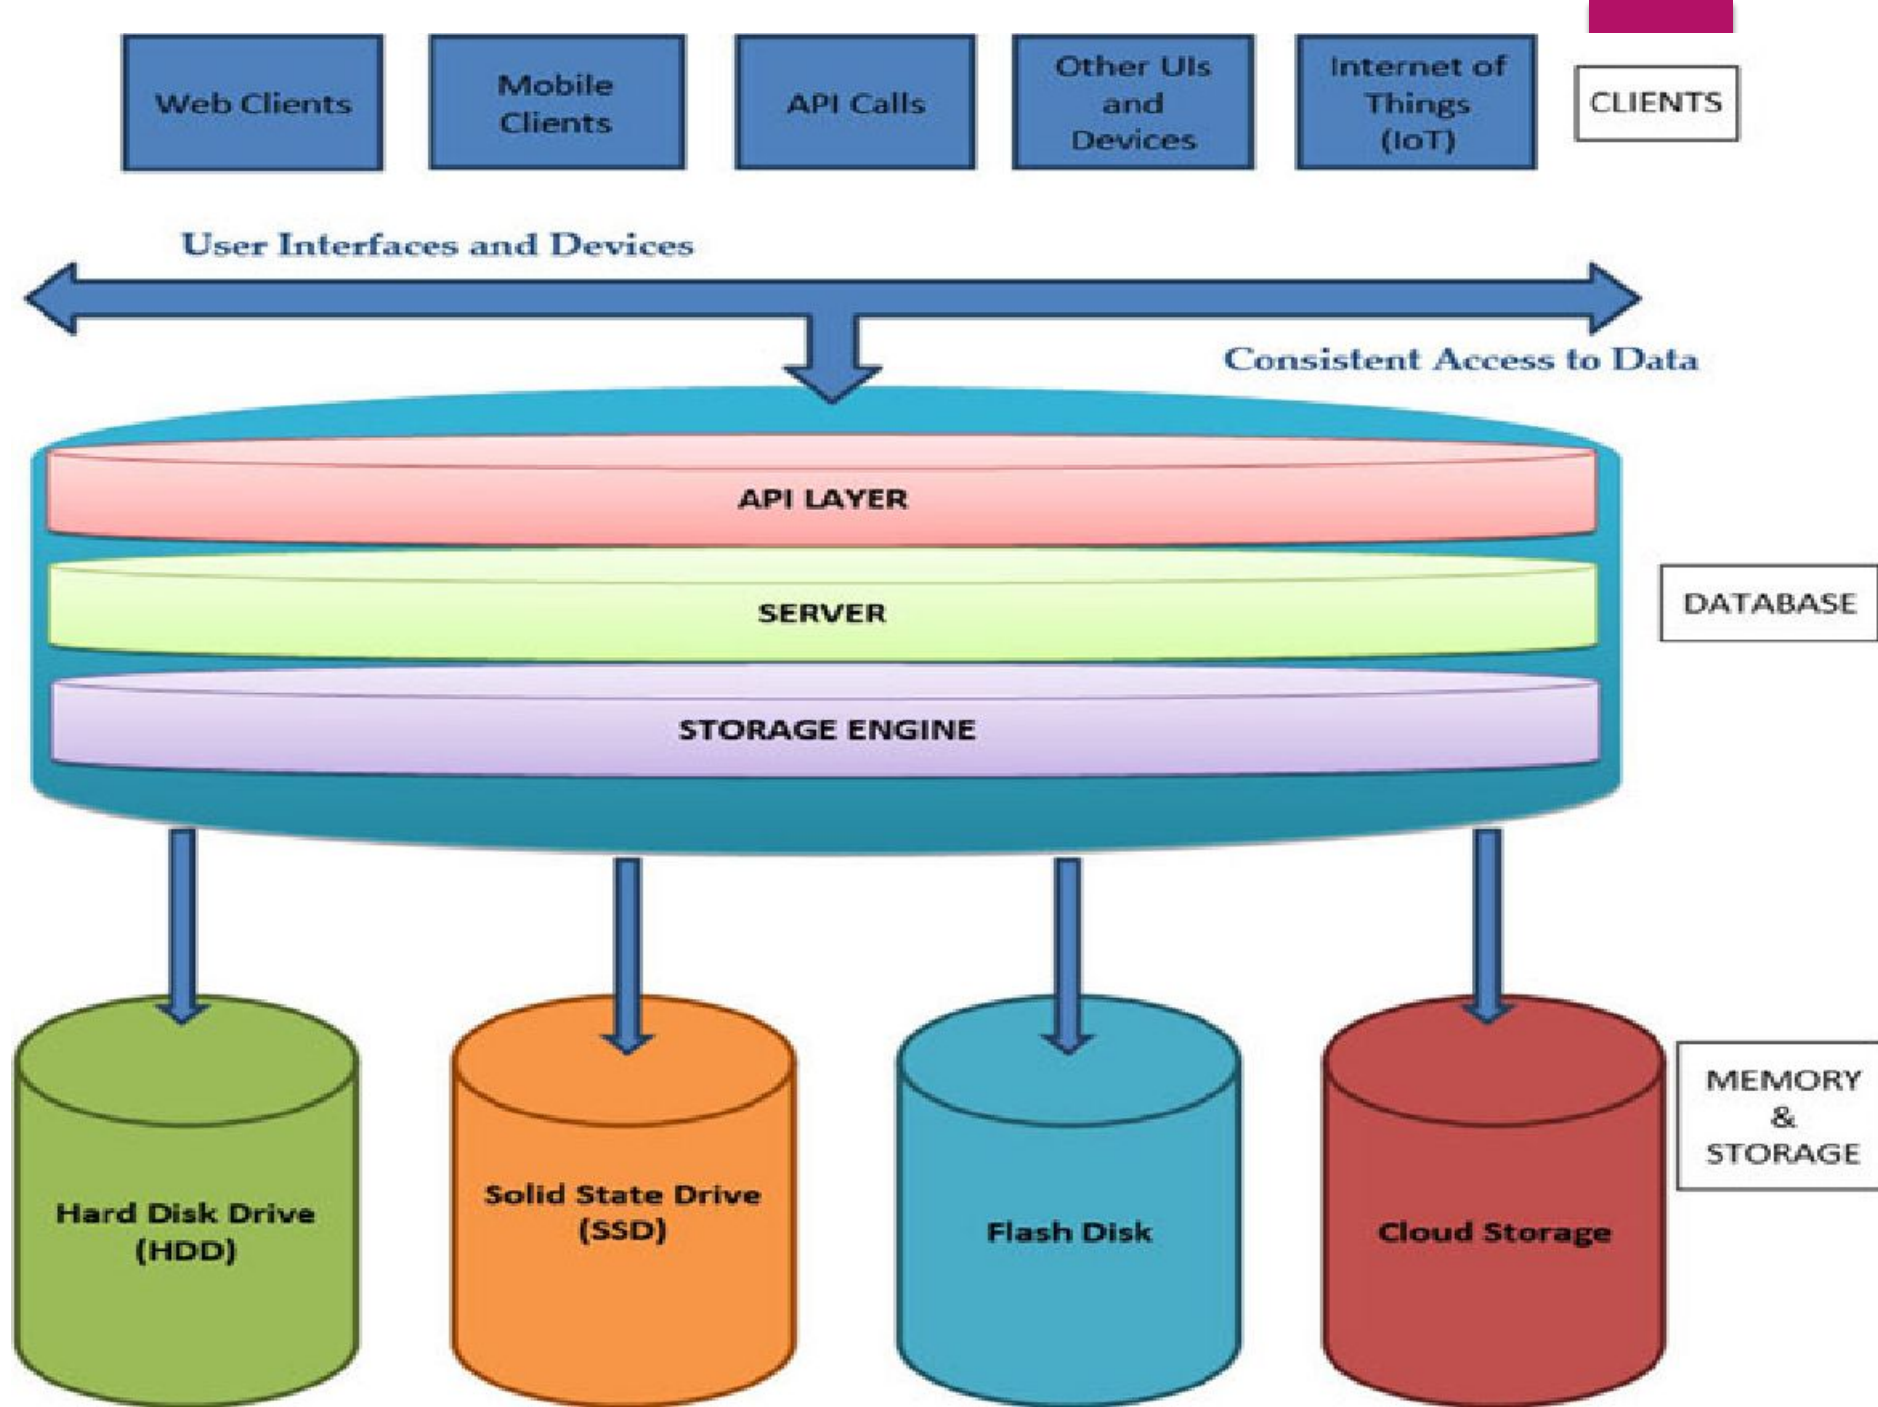 Web Clients
Mobile
Clients
API Calls
Other UIs
and
Devices
Internet of
Things
(IoT)
CLIENTS
User Interfaces and Devices
Consistent Access to Data
API LAYER
SERVER
DATABASE
STORAGE ENGINE
Hard Disk Drive
(HDD)
Solid State Drive
(SSD)
Flash Disk
Cloud Storage
MEMORY
&
STORAGE